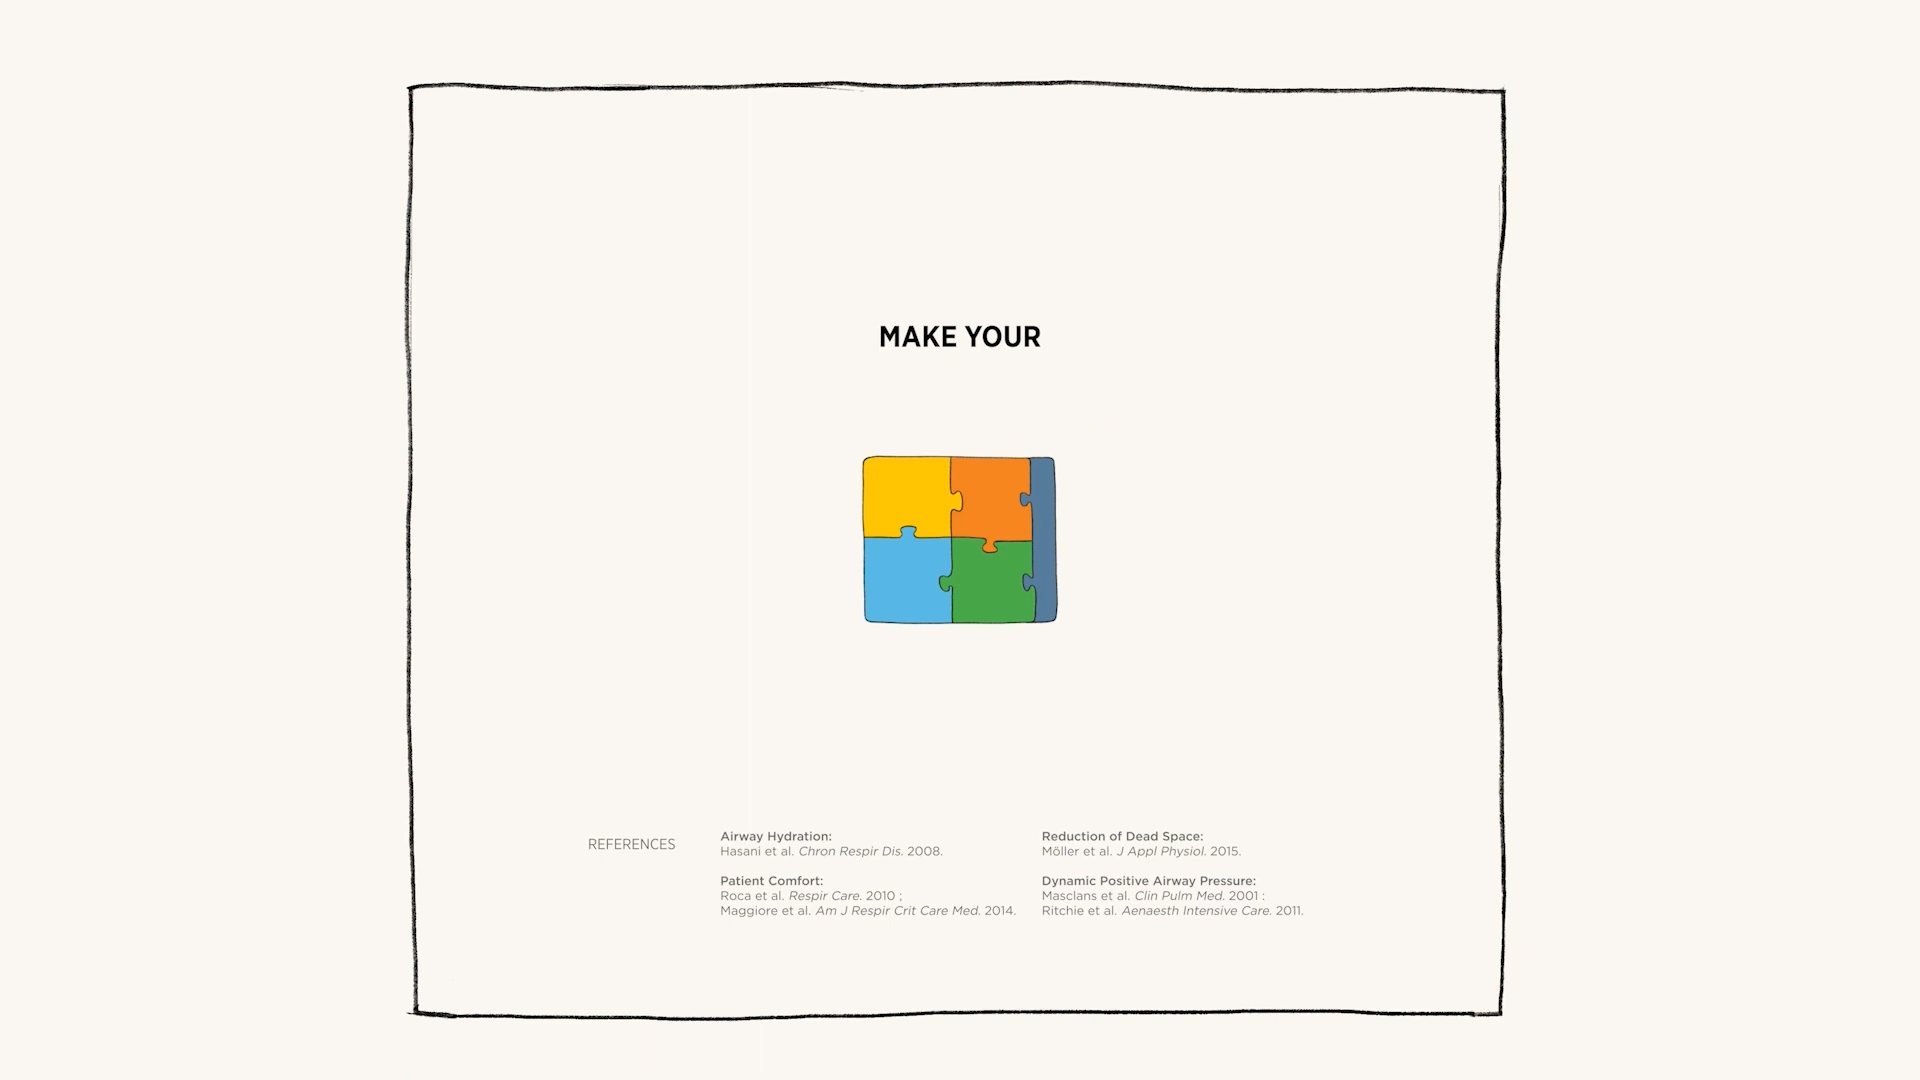 MAKE YOUR
REFERENCES
Airway Hydration:
Hasani et al. Chron Respir Dis. 2008.
Patient Comfort:
Roca et al. Respir Care. 2010 ;
Maggiore et al. Am J Respir Crit Care Med. 2014.
Reduction of Dead Space:
Möller et al. J Appl Physiol. 2015.
Dynamic Positive Airway Pressure:
Masclans et al. Clin Pulm Med. 2001 :
Ritchie et al. Aenaesth Intensive Care. 2011.